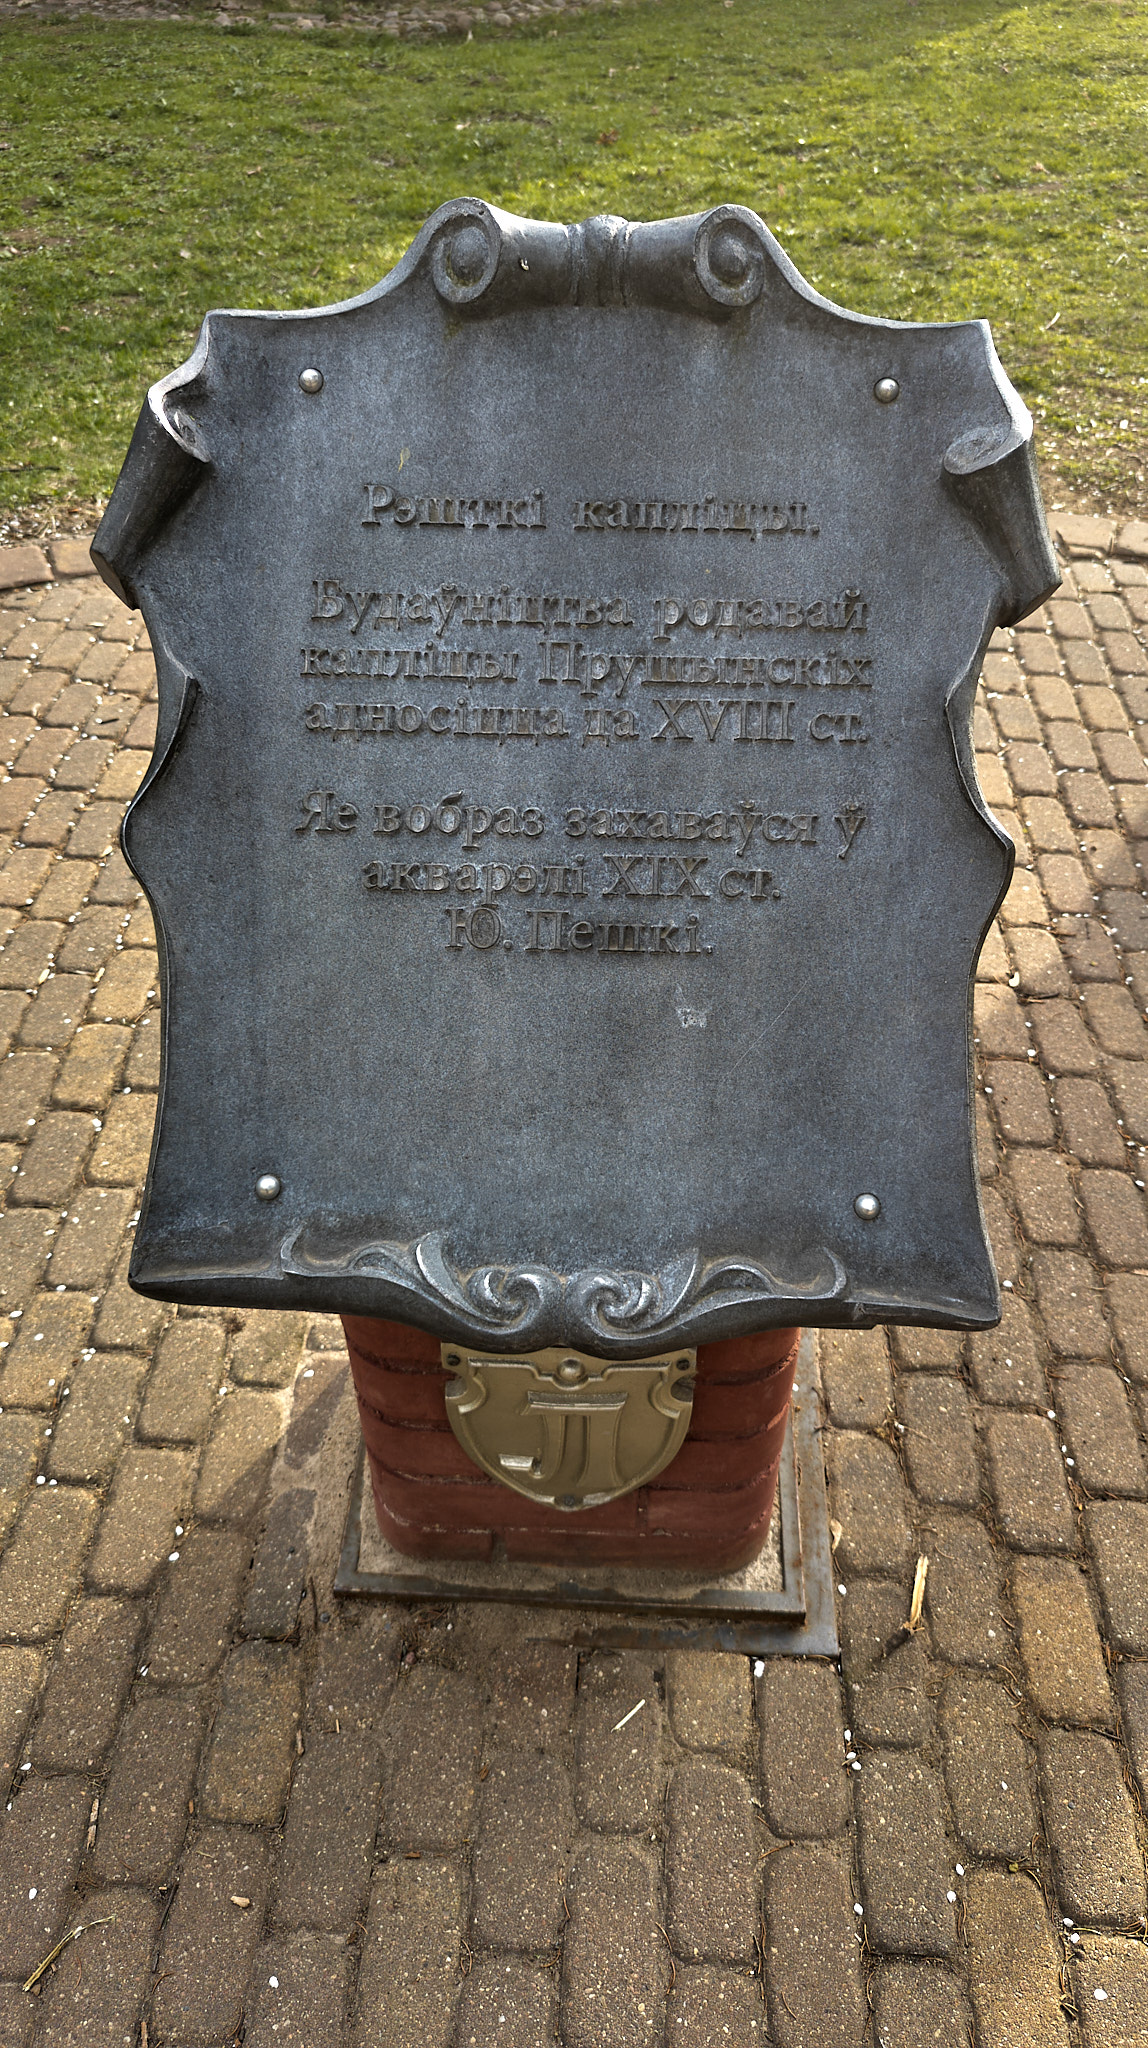 Рэшткі капліцы.
Будаўніцтва родавай
капліцы Прушынскіх
адносіцца да XVIII ст.
Яе вобраз захаваўся ў
акварэлі XIX ст.
Ю. Пешкі.
Л